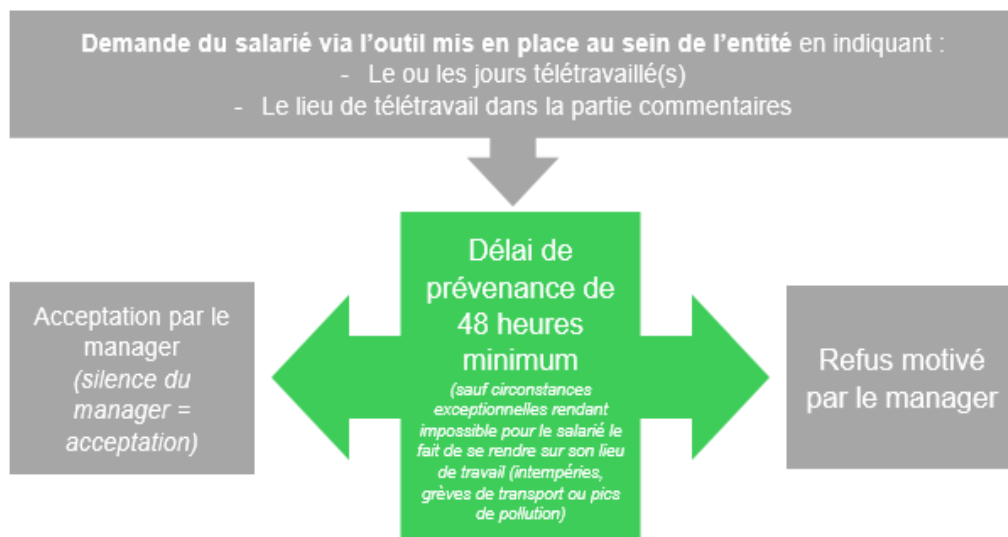 Demande du salarié via l’outil mis en place au sein de l’entité en indiquant :
- Le ou les jours télétravaillé(s)
- Le lieu de télétravail dans la partie commentaires
Délai de
prévenance de
48 heures
minimum
(sauf circonstances
exceptionnelles rendant
impossible pour le salarié le
fait de se rendre sur son lieu
de travail (intempéries,
grèves de transport ou pics
de pollution)
Acceptation par le
manager
(silence du
manager =
acceptation)
Refus motivé
par le manager